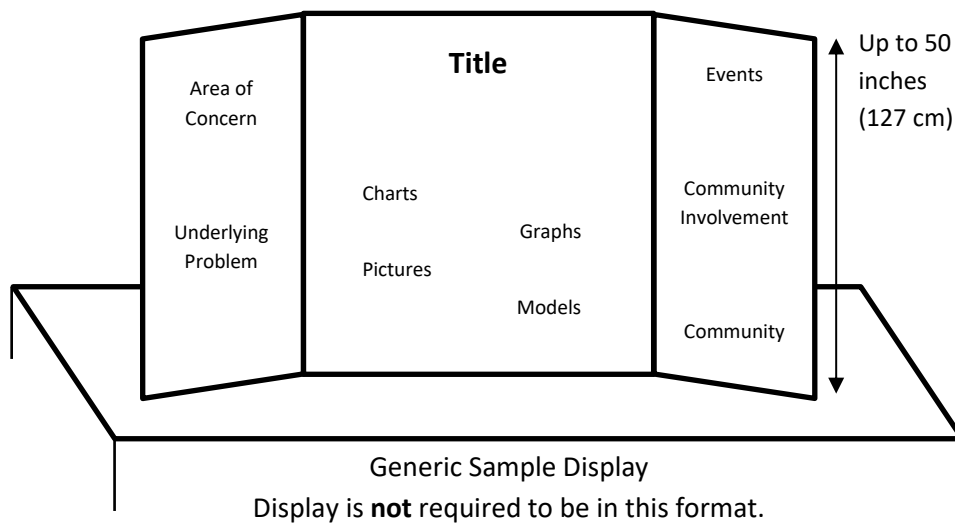 Title
Area of
Concern
Underlying
Problem
Charts
Graphs
Pictures
Models
Events
Community
Involvement
Community
Up to 50
inches
(127 cm)
Generic Sample Display
Display is not required to be in this format.